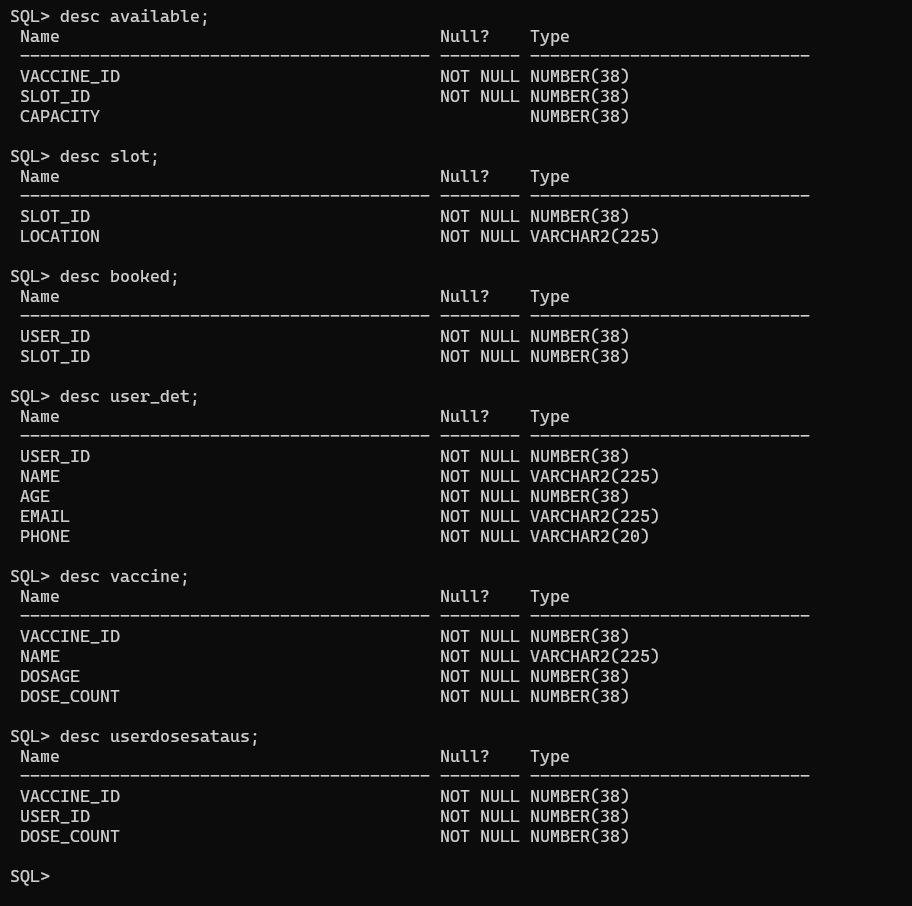 SQL> desc available;
Name Null? Type
----------------------------------------- -------- ----------------------------
VACCINE_ID NOT NULL NUMBER(38)
SLOT_ID NOT NULL NUMBER(38)
CAPACITY NUMBER(38)
SQL> desc slot;
Name Null? Type
----------------------------------------- -------- ----------------------------
SLOT_ID NOT NULL NUMBER(38)
LOCATION NOT NULL VARCHAR2(225)
SQL> desc booked;
Name Null? Type
----------------------------------------- -------- ----------------------------
USER_ID NOT NULL NUMBER(38)
SLOT_ID NOT NULL NUMBER(38)
SQL> desc user_det;
Name Null? Type
----------------------------------------- -------- ----------------------------
USER_ID NOT NULL NUMBER(38)
NAME NOT NULL VARCHAR2(225)
AGE NOT NULL NUMBER(38)
EMAIL NOT NULL VARCHAR2(225)
PHONE NOT NULL VARCHAR2(20)
SQL> desc vaccine;
Name Null? Type
----------------------------------------- -------- ----------------------------
VACCINE_ID NOT NULL NUMBER(38)
NAME NOT NULL VARCHAR2(225)
DOSAGE NOT NULL NUMBER(38)
DOSE_COUNT NOT NULL NUMBER(38)
SQL> desc userdosesataus;
Name Null? Type
----------------------------------------- -------- ----------------------------
VACCINE_ID NOT NULL NUMBER(38)
USER_ID NOT NULL NUMBER(38)
DOSE_COUNT NOT NULL NUMBER(38)
SQL>